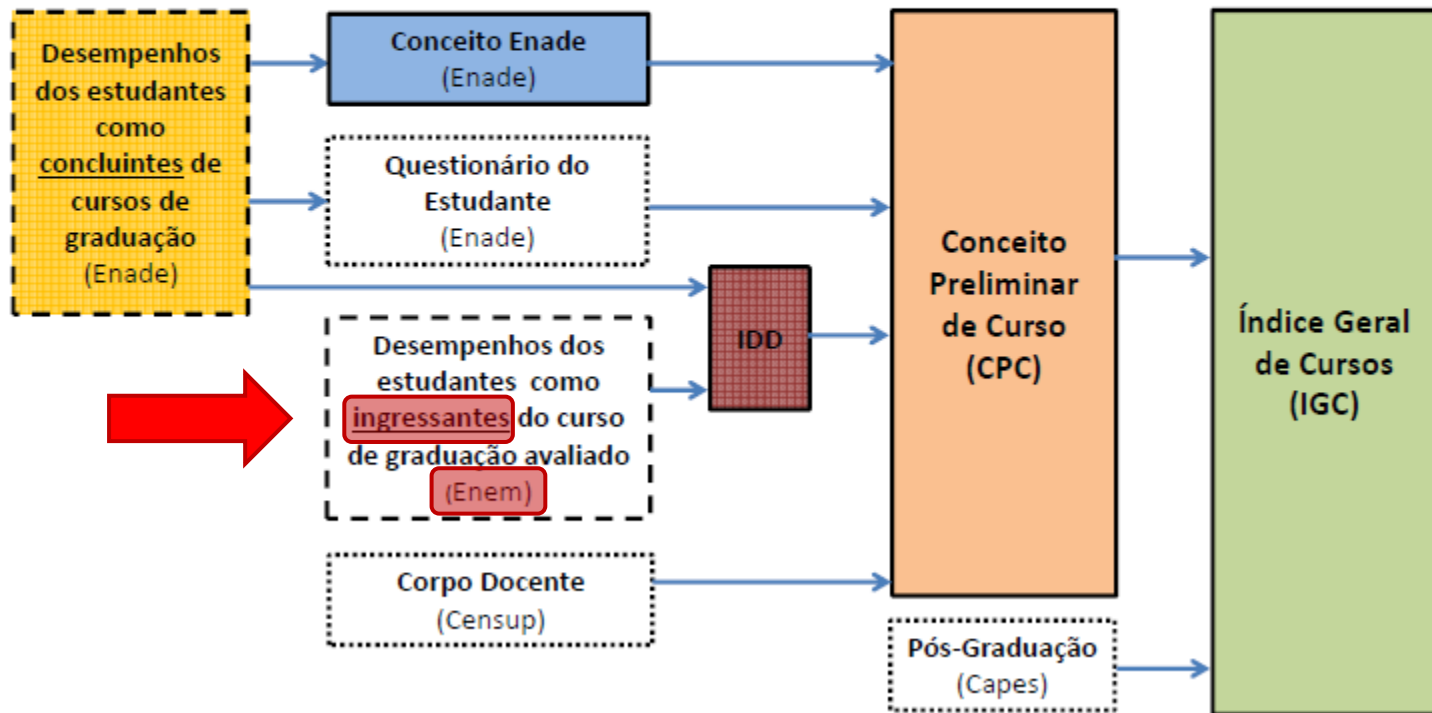 Desempenhos
dos estudantes
como
concluintes de
cursos de
graduação
(Enade)
Conceito Enade
(Enade)
Questionário do
Estudante
(Enade)
Desempenhos dos
estudantes como
ingressantes do curso
de graduação avaliado
(Enem)
Corpo Docente
(Censup)
IDD
Conceito
Preliminar
de Curso
(CPC)
Pós-Graduação
(Capes)
Índice Geral
de Cursos
(IGC)